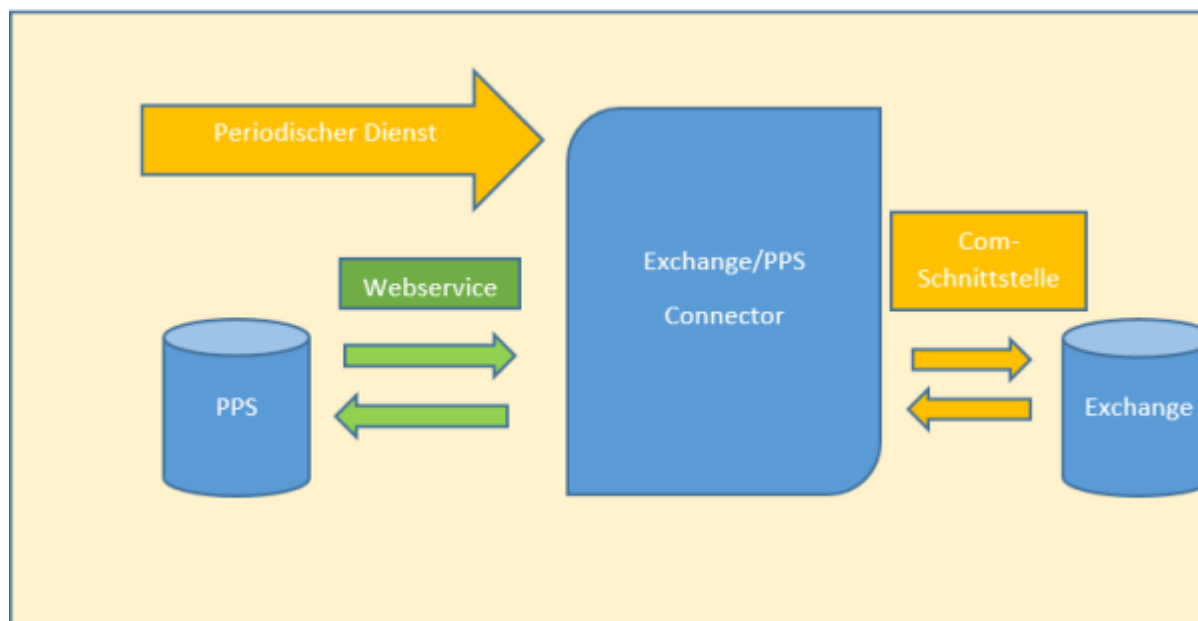 Periodischer Dienst
Exchange/PPS
Connector
Com-
Schnittstelle
Webservice
PPS
Exchange